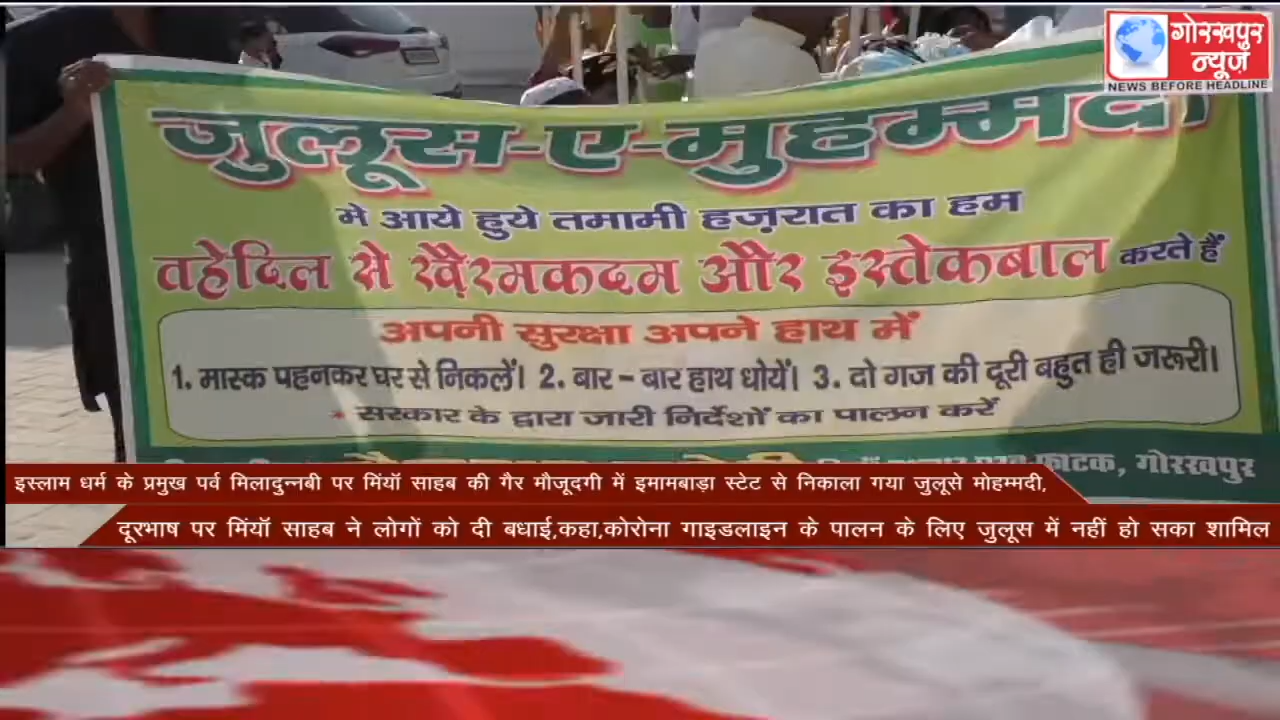 गोरखपुर
न्यूज़
NEWS BEFORE HEADLINE
जुलूस-ए-मुहम्मदी
मे आये हुये तमामी हज़रात का हम
तहेदिल से खै़रमकदम और इस्तेकबाल करते हैं
अपनी सुरक्षा अपने हाथ में
1. मास्क पहनकर घर से निकलें। 2. बार - बार हाथ धोयें। 3. दो गज की दूरी बहुत ही जरूरी।
* सरकार के द्वारा जारी निर्देशों का पालन करें
फाटक, गोरखपुर
इस्लाम धर्म के प्रमुख पर्व मिलादुन्नबी पर मिंयॉ साहब की गैर मौजूदगी में इमामबाड़ा स्टेट से निकाला गया जुलूसे मोहम्मदी,
दूरभाष पर मिंयॉ साहब ने लोगों को दी बधाई,कहा,कोरोना गाइडलाइन के पालन के लिए जुलूस में नहीं हो सका शामिल